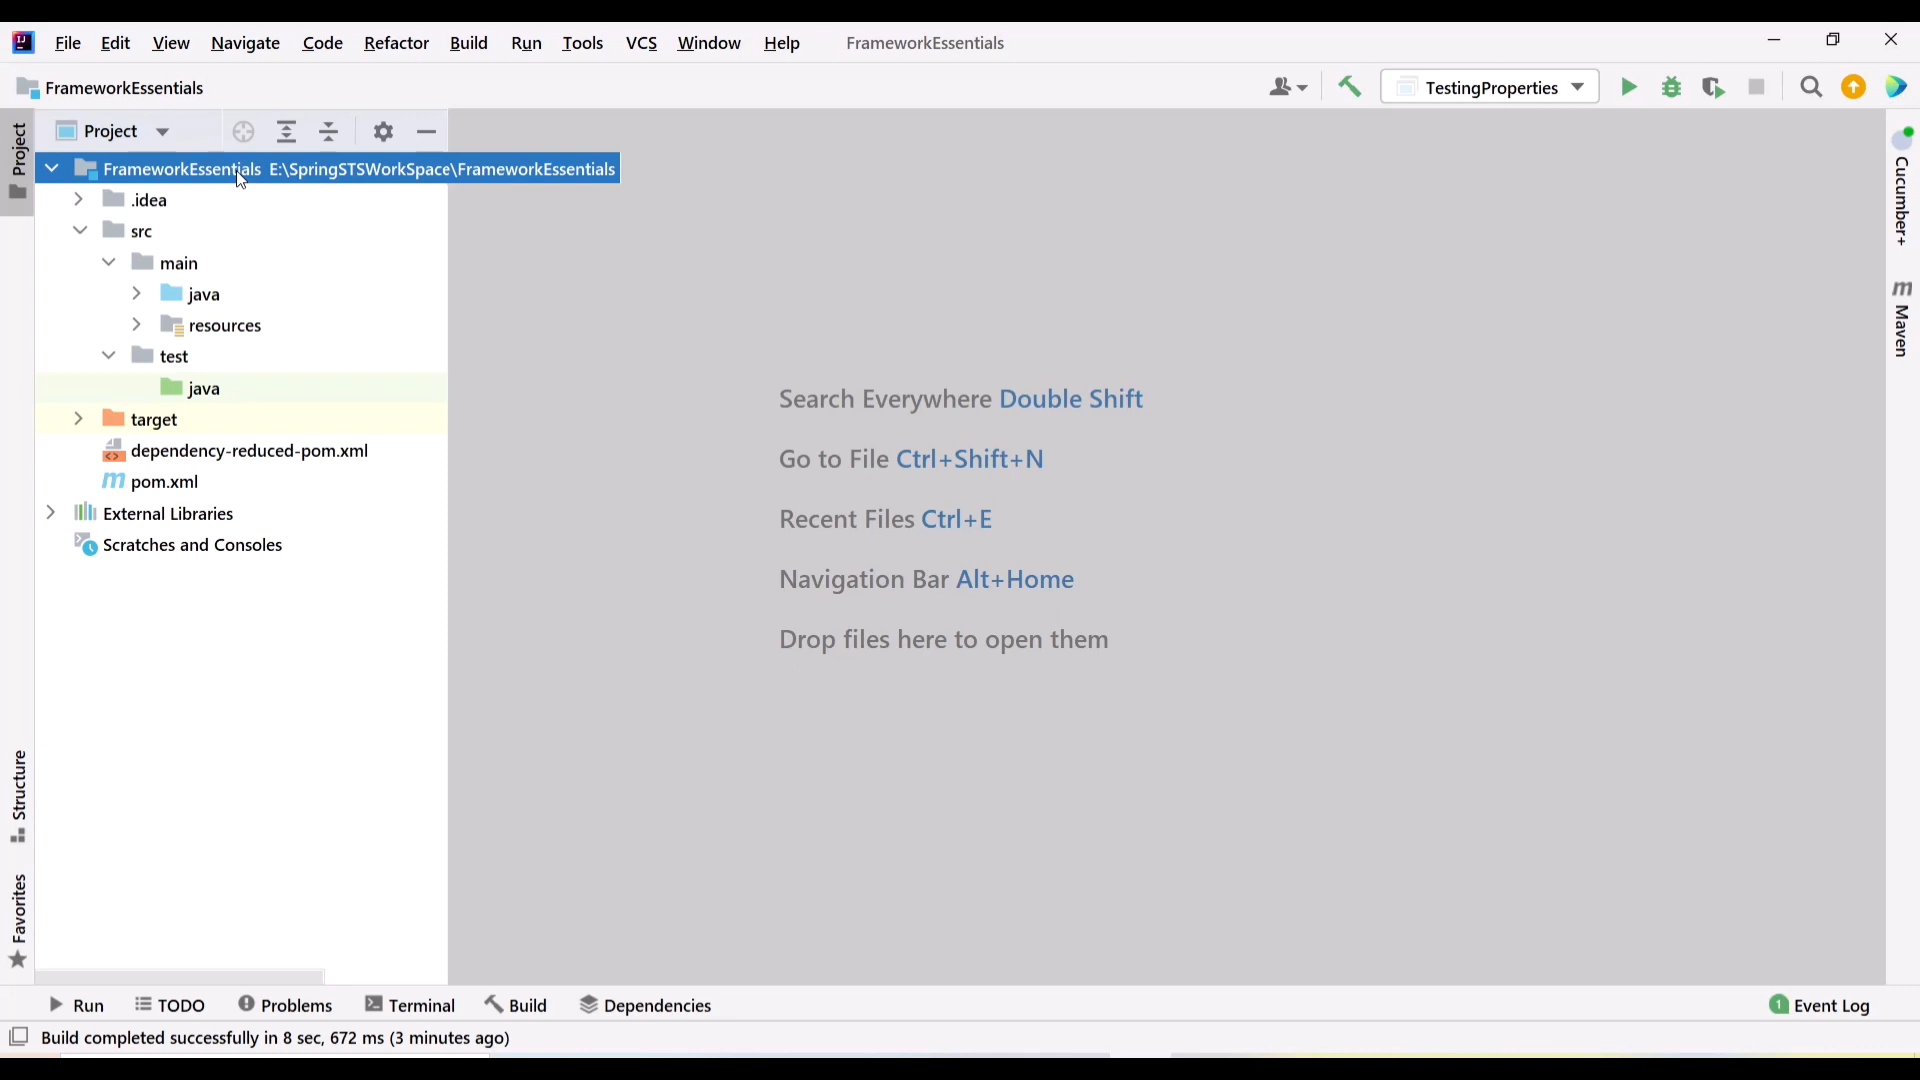 File Edit View Navigate Code Refactor Build Run Tools VCS Window Help FrameworkEssentials
FrameworkEssentials
TestingProperties
Project
Project
FrameworkEssentials E:\SpringSTSWorkSpace\FrameworkEssentials
.idea
src
main
java
resources
test
java
target
dependency-reduced-pom.xml
pom.xml
External Libraries
Scratches and Consoles
Search Everywhere Double Shift
Go to File Ctrl+Shift+N
Recent Files Ctrl+E
Navigation Bar Alt+Home
Drop files here to open them
Cucumber+
Maven
Structure
Favorites
Run TODO Problems Terminal Build Dependencies 1 Event Log
Build completed successfully in 8 sec, 672 ms (3 minutes ago)